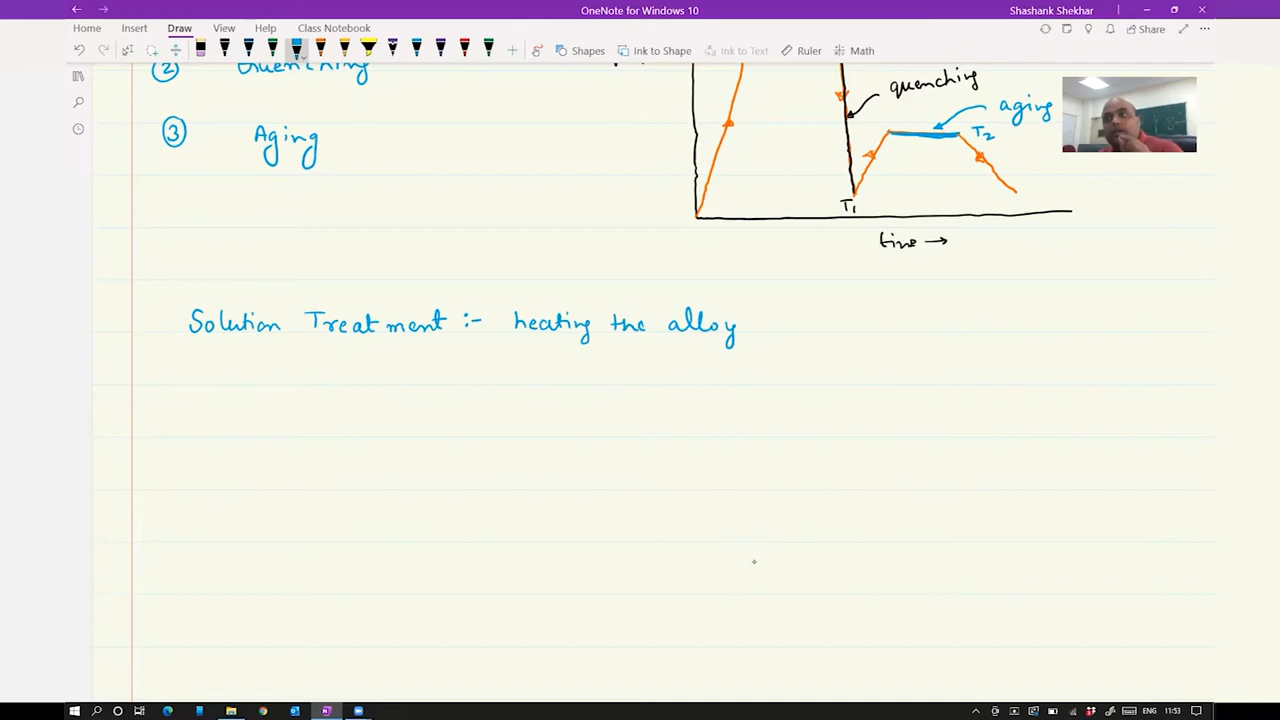 OneNote for Windows 10
Shashank Shekhar
Home Insert Draw View Help Class Notebook
Share
Shapes Ink to Shape Ink to Text Ruler Math
② Quenching
quenching
③ Aging
aging
T2
T1
time →
Solution Treatment :- heating the alloy
ENG 11:53